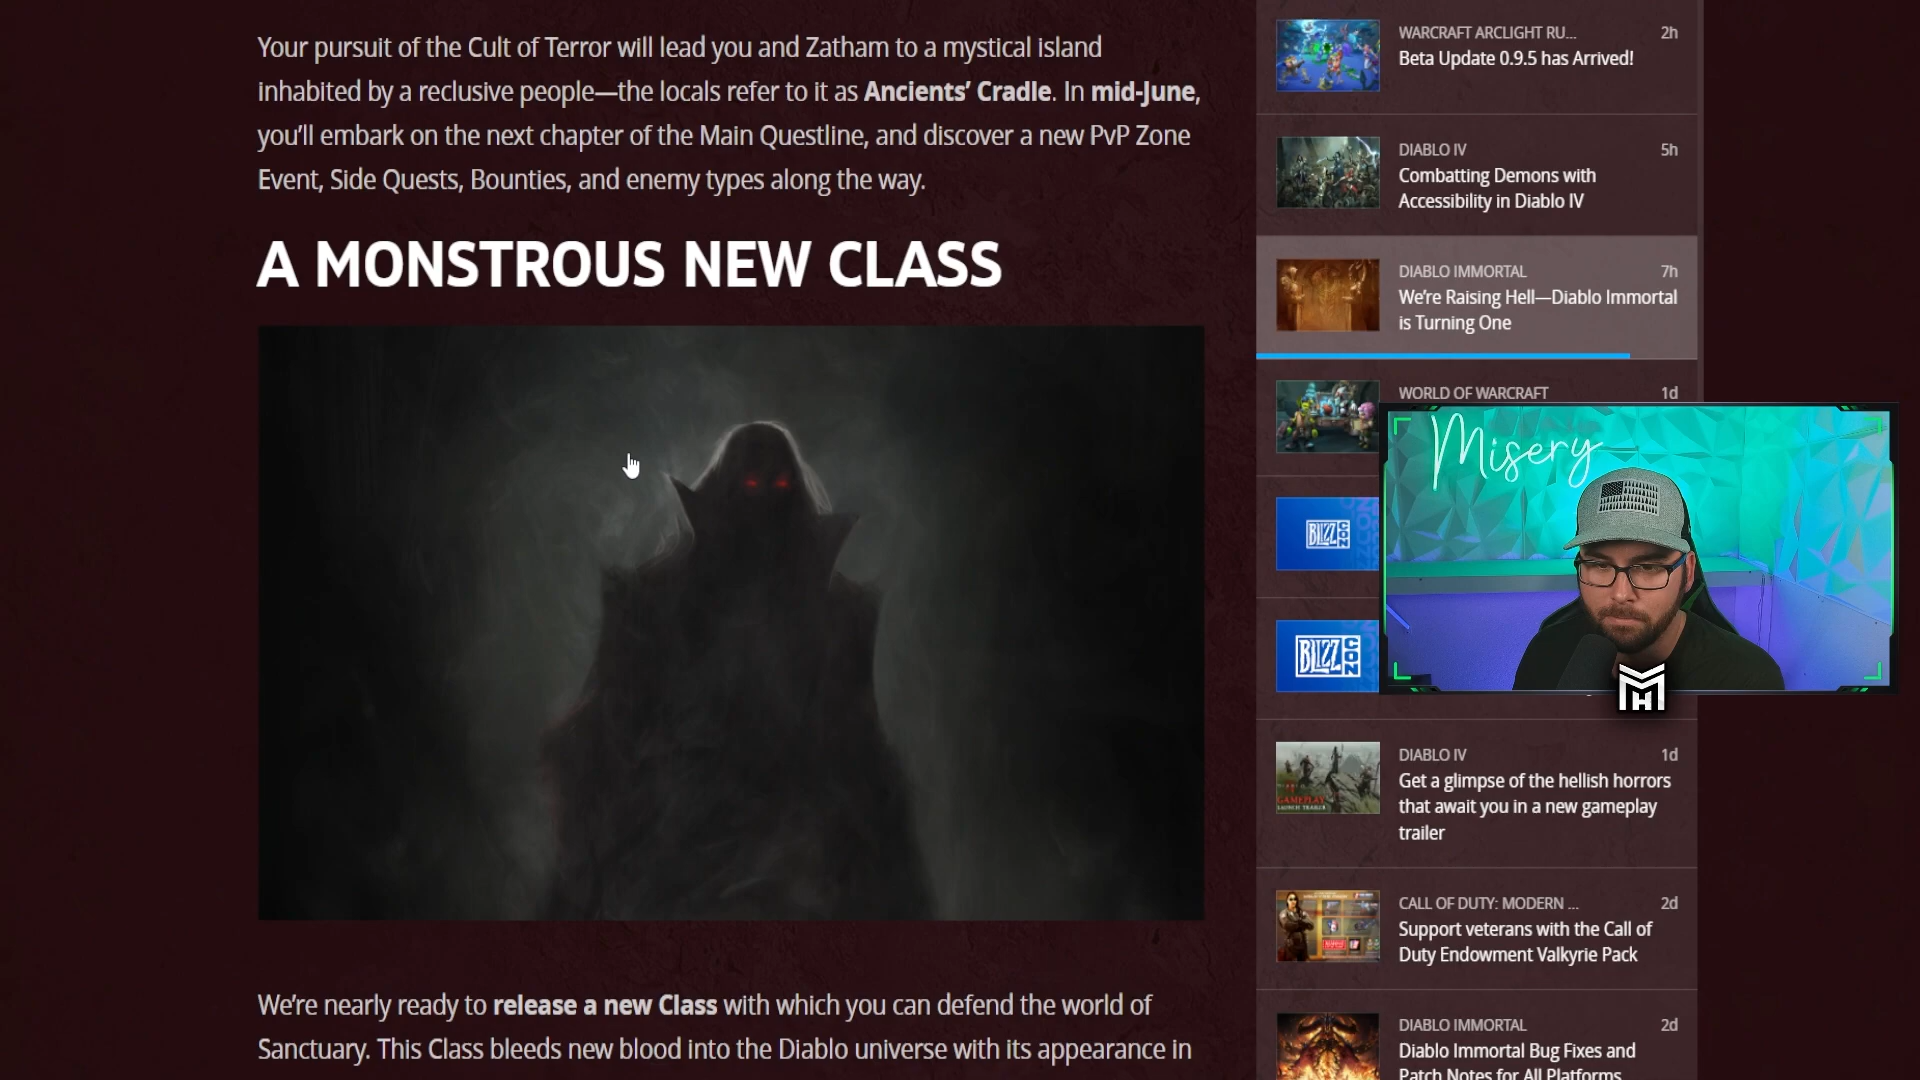 Your pursuit of the Cult of Terror will lead you and Zatham to a mystical island
inhabited by a reclusive people—the locals refer to it as Ancients’ Cradle. In mid-June,
you’ll embark on the next chapter of the Main Questline, and discover a new PvP Zone
Event, Side Quests, Bounties, and enemy types along the way.
A MONSTROUS NEW CLASS
We’re nearly ready to release a new Class with which you can defend the world of
Sanctuary. This Class bleeds new blood into the Diablo universe with its appearance in
WARCRAFT ARCLIGHT RU... 2h
Beta Update 0.9.5 has Arrived!
DIABLO IV 5h
Combatting Demons with
Accessibility in Diablo IV
DIABLO IMMORTAL 7h
We’re Raising Hell—Diablo Immortal
is Turning One
WORLD OF WARCRAFT 1d
Misery
BLIZZCON
BLIZZCON
DIABLO IV 1d
Get a glimpse of the hellish horrors
that await you in a new gameplay
trailer
GAMEPLAY
LAUNCH TRAILER
CALL OF DUTY: MODERN ... 2d
Support veterans with the Call of
Duty Endowment Valkyrie Pack
DIABLO IMMORTAL 2d
Diablo Immortal Bug Fixes and
Patch Notes for All Platforms